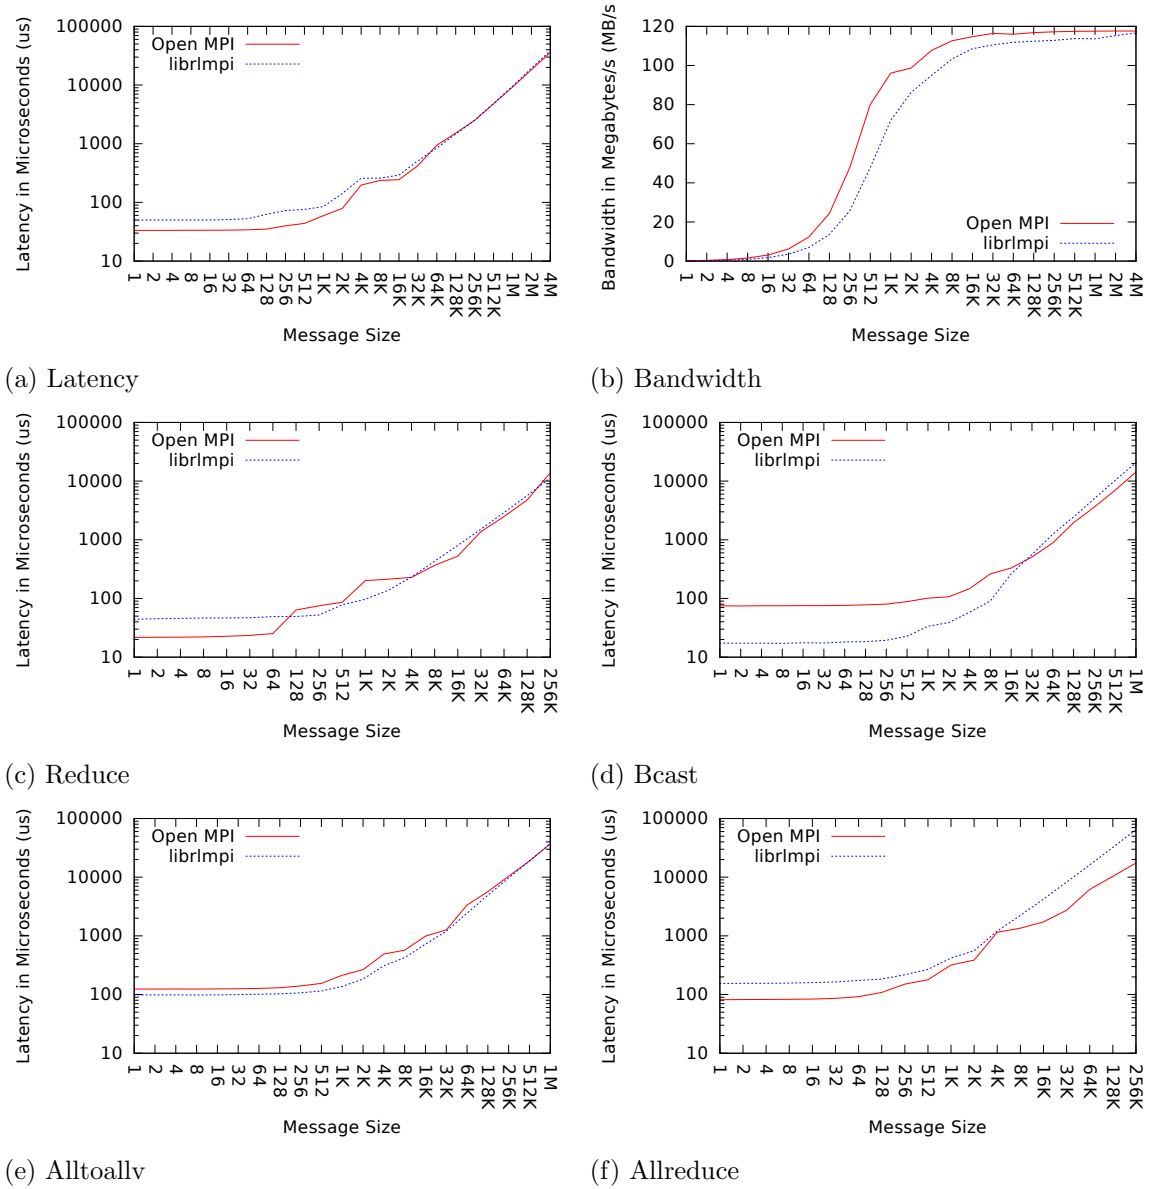 Latency in Microseconds (us)
100000
10000
1000
100
10
Open MPI
librlmpi
1 2 4 8 16 32 64 128 256 512 1K 2K 4K 8K 16K 32K 64K 128K 256K 512K 1M 2M 4M
Message Size
(a) Latency
Bandwidth in Megabytes/s (MB/s
120
100
80
60
40
20
0
Open MPI
librlmpi
1 2 4 8 16 32 64 128 256 512 1K 2K 4K 8K 16K 32K 64K 128K 256K 512K 1M 2M 4M
Message Size
(b) Bandwidth
Latency in Microseconds (us)
100000
10000
1000
100
10
Open MPI
librlmpi
1 2 4 8 16 32 64 128 256 512 1K 2K 4K 8K 16K 32K 64K 128K 256K
Message Size
(c) Reduce
Latency in Microseconds (us)
100000
10000
1000
100
10
Open MPI
librlmpi
1 2 4 8 16 32 64 128 256 512 1K 2K 4K 8K 16K 32K 64K 128K 256K 512K 1M
Message Size
(d) Bcast
Latency in Microseconds (us)
100000
10000
1000
100
10
Open MPI
librlmpi
1 2 4 8 16 32 64 128 256 512 1K 2K 4K 8K 16K 32K 64K 128K 256K 512K 1M
Message Size
(e) Alltoallv
Latency in Microseconds (us)
100000
10000
1000
100
10
Open MPI
librlmpi
1 2 4 8 16 32 64 128 256 512 1K 2K 4K 8K 16K 32K 64K 128K 256K
Message Size
(f) Allreduce